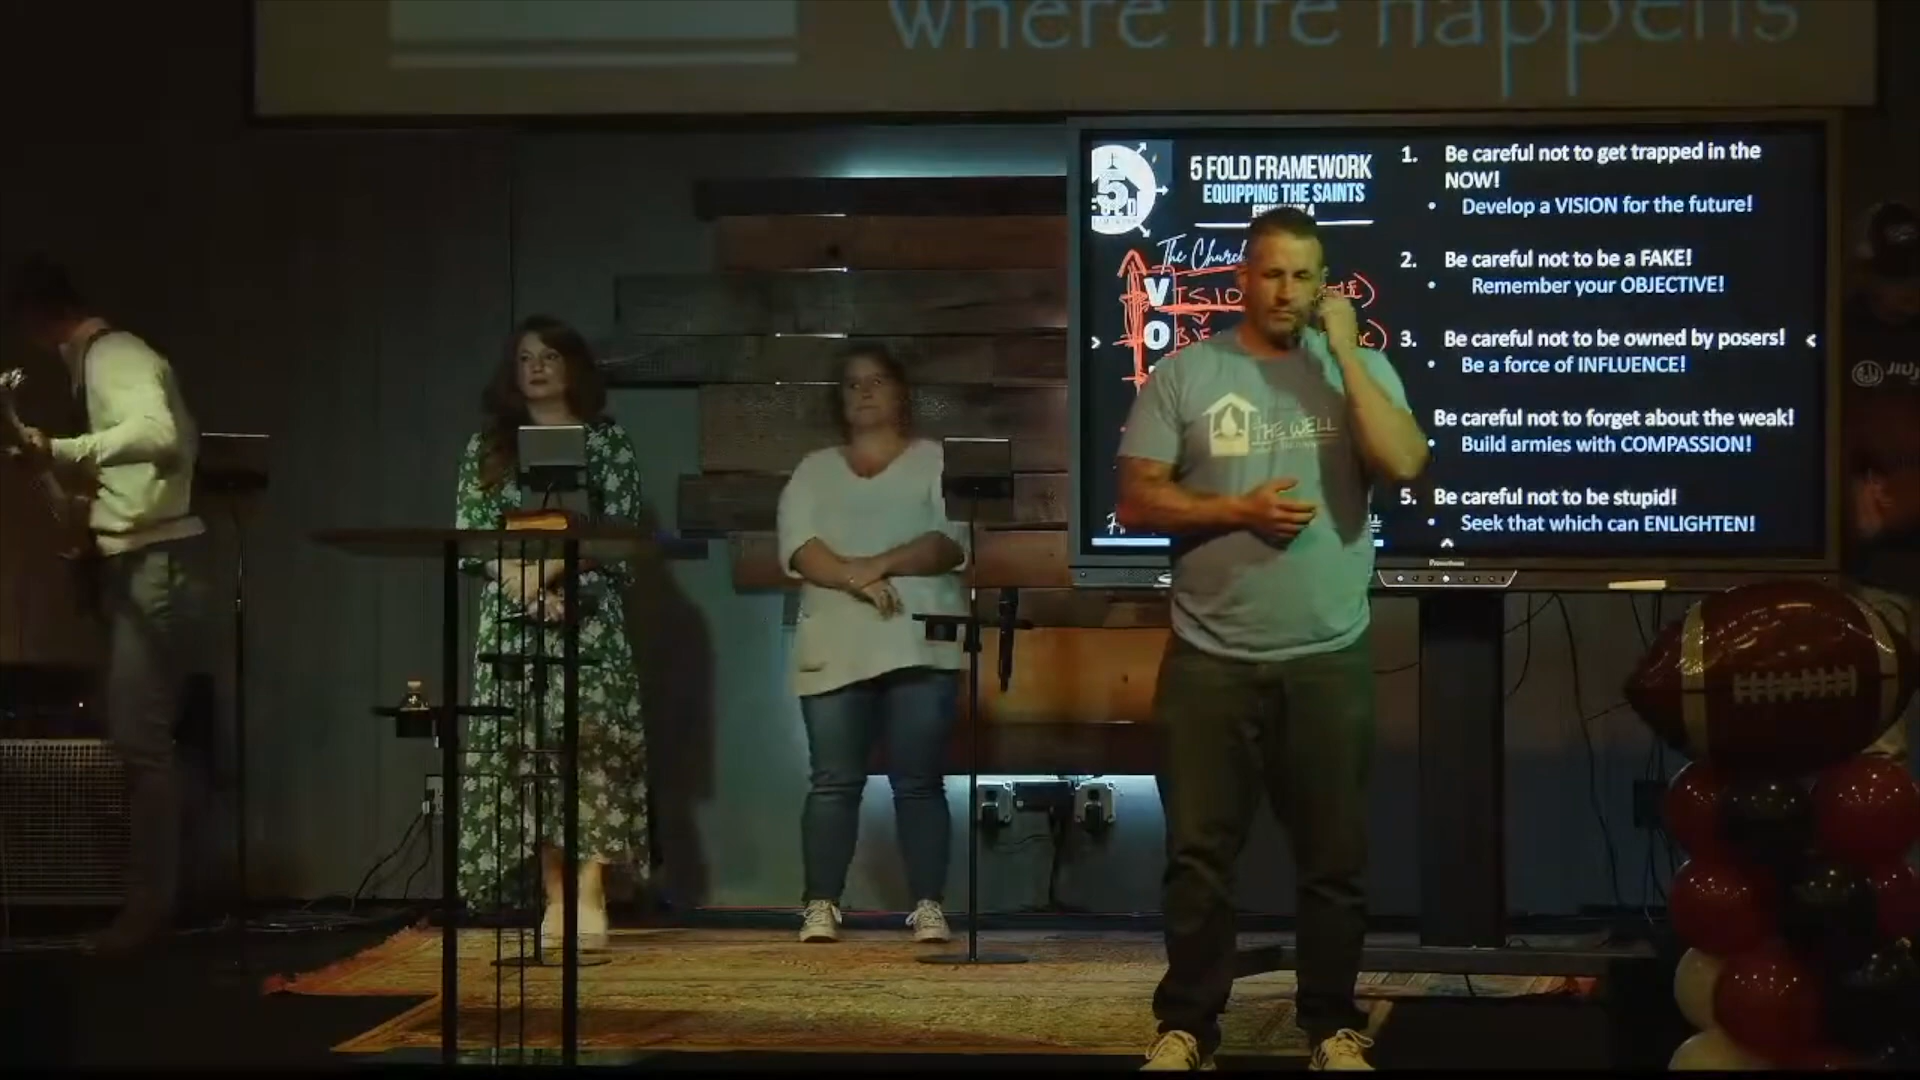 where life happens
5 FOLD FRAMEWORK
EQUIPPING THE SAINTS
The Church
V ISIO
O
THE WELL
1. Be careful not to get trapped in the
NOW!
• Develop a VISION for the future!
2. Be careful not to be a FAKE!
• Remember your OBJECTIVE!
3. Be careful not to be owned by posers!
• Be a force of INFLUENCE!
Be careful not to forget about the weak!
• Build armies with COMPASSION!
5. Be careful not to be stupid!
• Seek that which can ENLIGHTEN!
Promethean